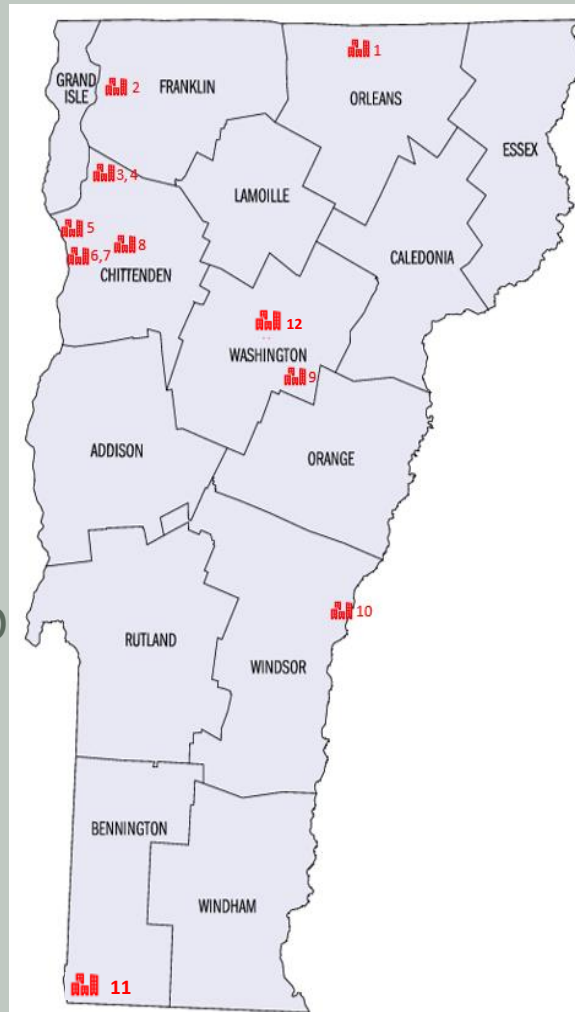 1
GRAND
ISLE
2
FRANKLIN
ORLEANS
ESSEX
3, 4
LAMOILLE
5
8
6,7
CHITTENDEN
CALEDONIA
12
WASHINGTON
9
ADDISON
ORANGE
10
RUTLAND
WINDSOR
BENNINGTON
WINDHAM
11